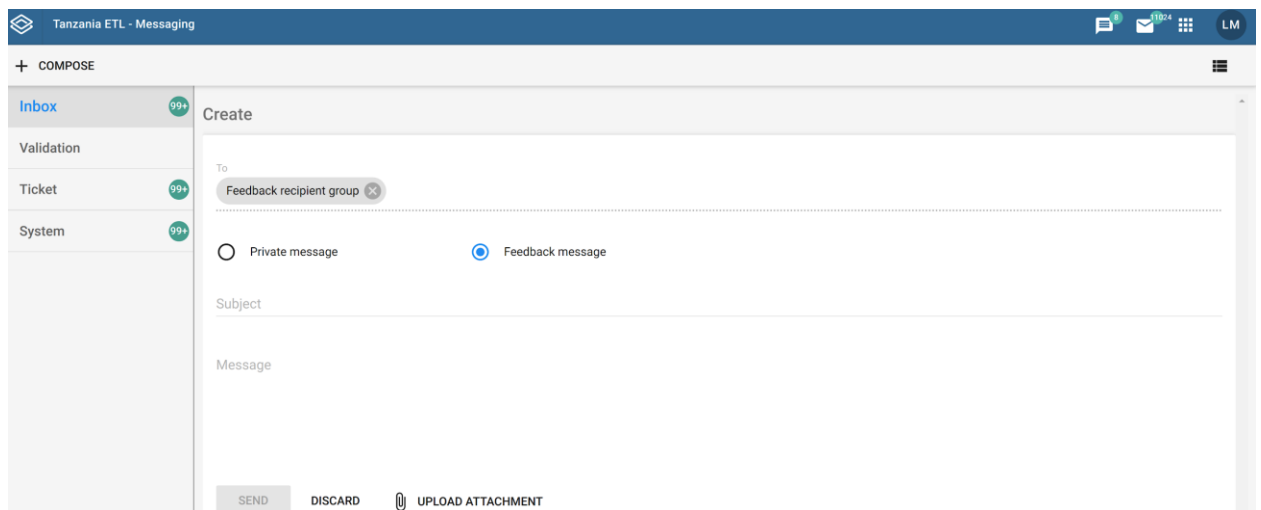 Tanzania ETL - Messaging
8
11024
LM
+ COMPOSE
Inbox 99+
Validation
Ticket 99+
System 99+
Create
To
Feedback recipient group
Private message
Feedback message
Subject
Message
SEND
DISCARD
UPLOAD ATTACHMENT